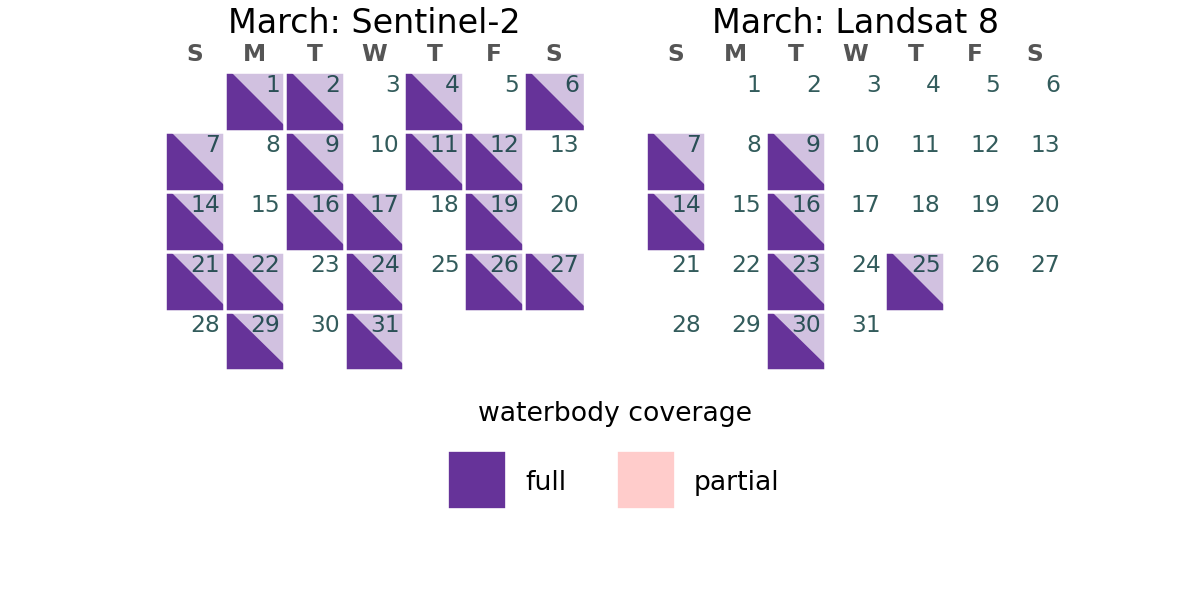 March: Sentinel-2
S M T W T F S
1 2 3 4 5 6
7 8 9 10 11 12 13
14 15 16 17 18 19 20
21 22 23 24 25 26 27
28 29 30 31
March: Landsat 8
S M T W T F S
1 2 3 4 5 6
7 8 9 10 11 12 13
14 15 16 17 18 19 20
21 22 23 24 25 26 27
28 29 30 31
waterbody coverage
full partial